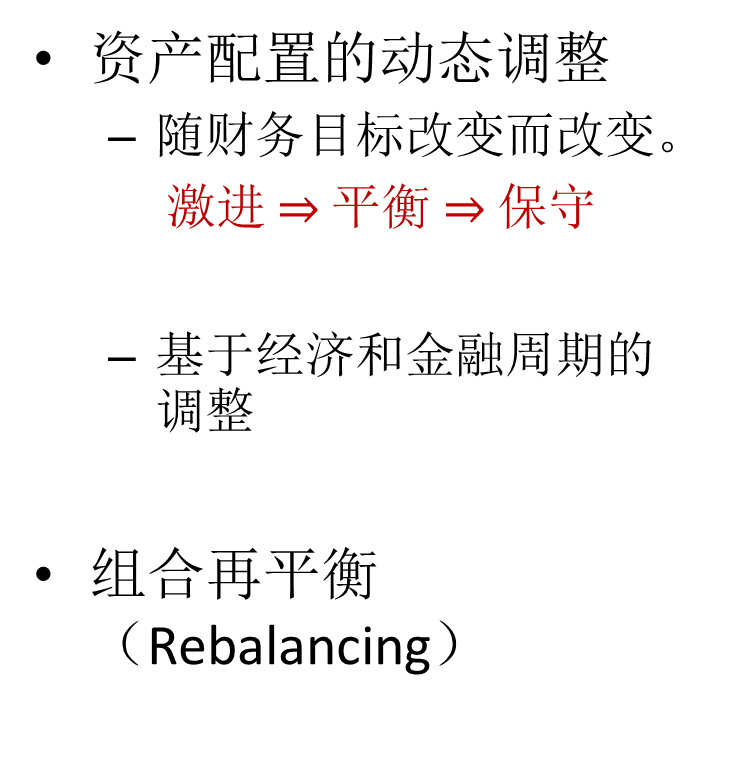 • 资产配置的动态调整
– 随财务目标改变而改变。
激进 ⇒ 平衡 ⇒ 保守
– 基于经济和金融周期的
调整
• 组合再平衡
（Rebalancing）